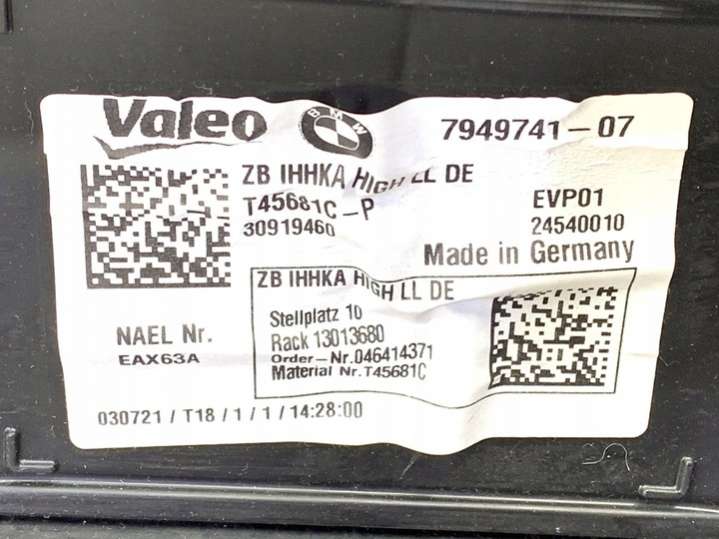 Valeo BMW 7949741-07
ZB IHHKA HIGH LL DE
T45681C-P EVP01
30919460 24540010
Made in Germany
ZB IHHKA HIGH LL DE
Stellplatz 10
Rack 13013680
Order-Nr.046414371
Material Nr.T45681C
NAEL Nr.
EAX63A
030721/T18/1/1/14:28:00